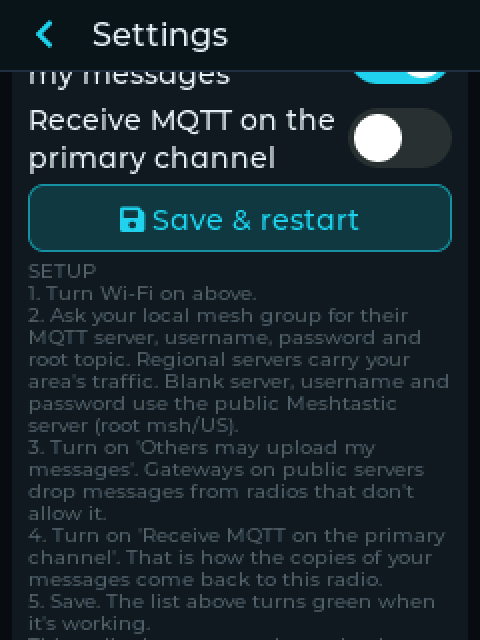 Settings
my messages
Receive MQTT on the
primary channel
Save & restart
SETUP
1. Turn Wi-Fi on above.
2. Ask your local mesh group for their
MQTT server, username, password and
root topic. Regional servers carry your
area's traffic. Blank server, username and
password use the public Meshtastic
server (root msh/US).
3. Turn on 'Others may upload my
messages'. Gateways on public servers
drop messages from radios that don't
allow it.
4. Turn on 'Receive MQTT on the primary
channel'. That is how the copies of your
messages come back to this radio.
5. Save. The list above turns green when
it's working.